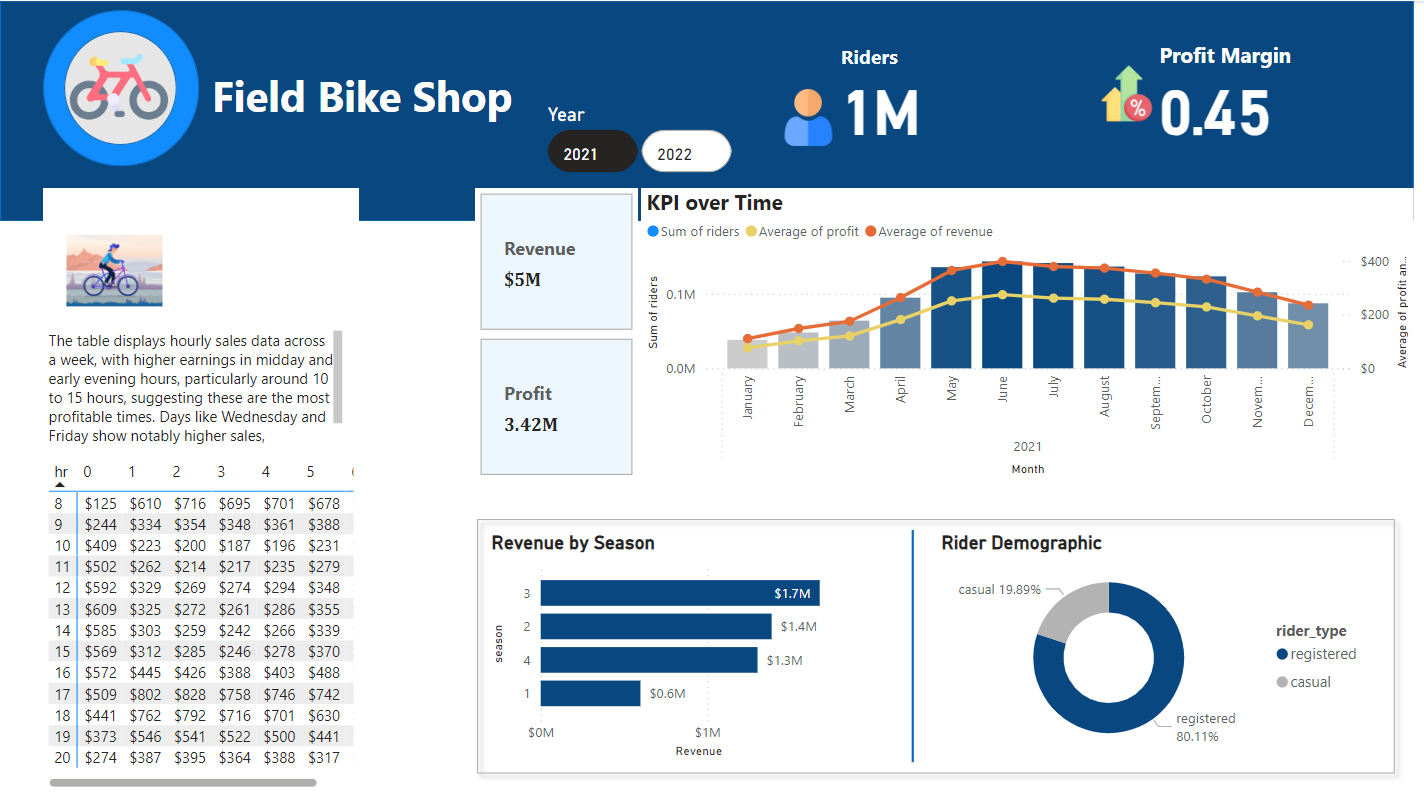 Field Bike Shop
Year
2021
2022
Riders
1M
Profit Margin
%
0.45
The table displays hourly sales data across
a week, with higher earnings in midday and
early evening hours, particularly around 10
to 15 hours, suggesting these are the most
profitable times. Days like Wednesday and
Friday show notably higher sales,
hr 0 1 2 3 4 5
8 $125 $610 $716 $695 $701 $678
9 $244 $334 $354 $348 $361 $388
10 $409 $223 $200 $187 $196 $231
11 $502 $262 $214 $217 $235 $279
12 $592 $329 $269 $274 $294 $348
13 $609 $325 $272 $261 $286 $355
14 $585 $303 $259 $242 $266 $339
15 $569 $312 $285 $246 $278 $370
16 $572 $445 $426 $388 $403 $488
17 $509 $802 $828 $758 $746 $742
18 $441 $762 $792 $716 $701 $630
19 $373 $546 $541 $522 $500 $441
20 $274 $387 $395 $364 $388 $317
Revenue
$5M
Profit
3.42M
KPI over Time
Sum of riders Average of profit Average of revenue
Sum of riders
0.1M
0.0M
$400
$200
$0
Average of profit an...
January February March April May June July August Septem... October Novem... Decem...
2021
Month
Revenue by Season
season
3 $1.7M
2 $1.4M
4 $1.3M
1 $0.6M
$0M $1M
Revenue
Rider Demographic
casual 19.89%
registered
80.11%
rider_type
registered
casual